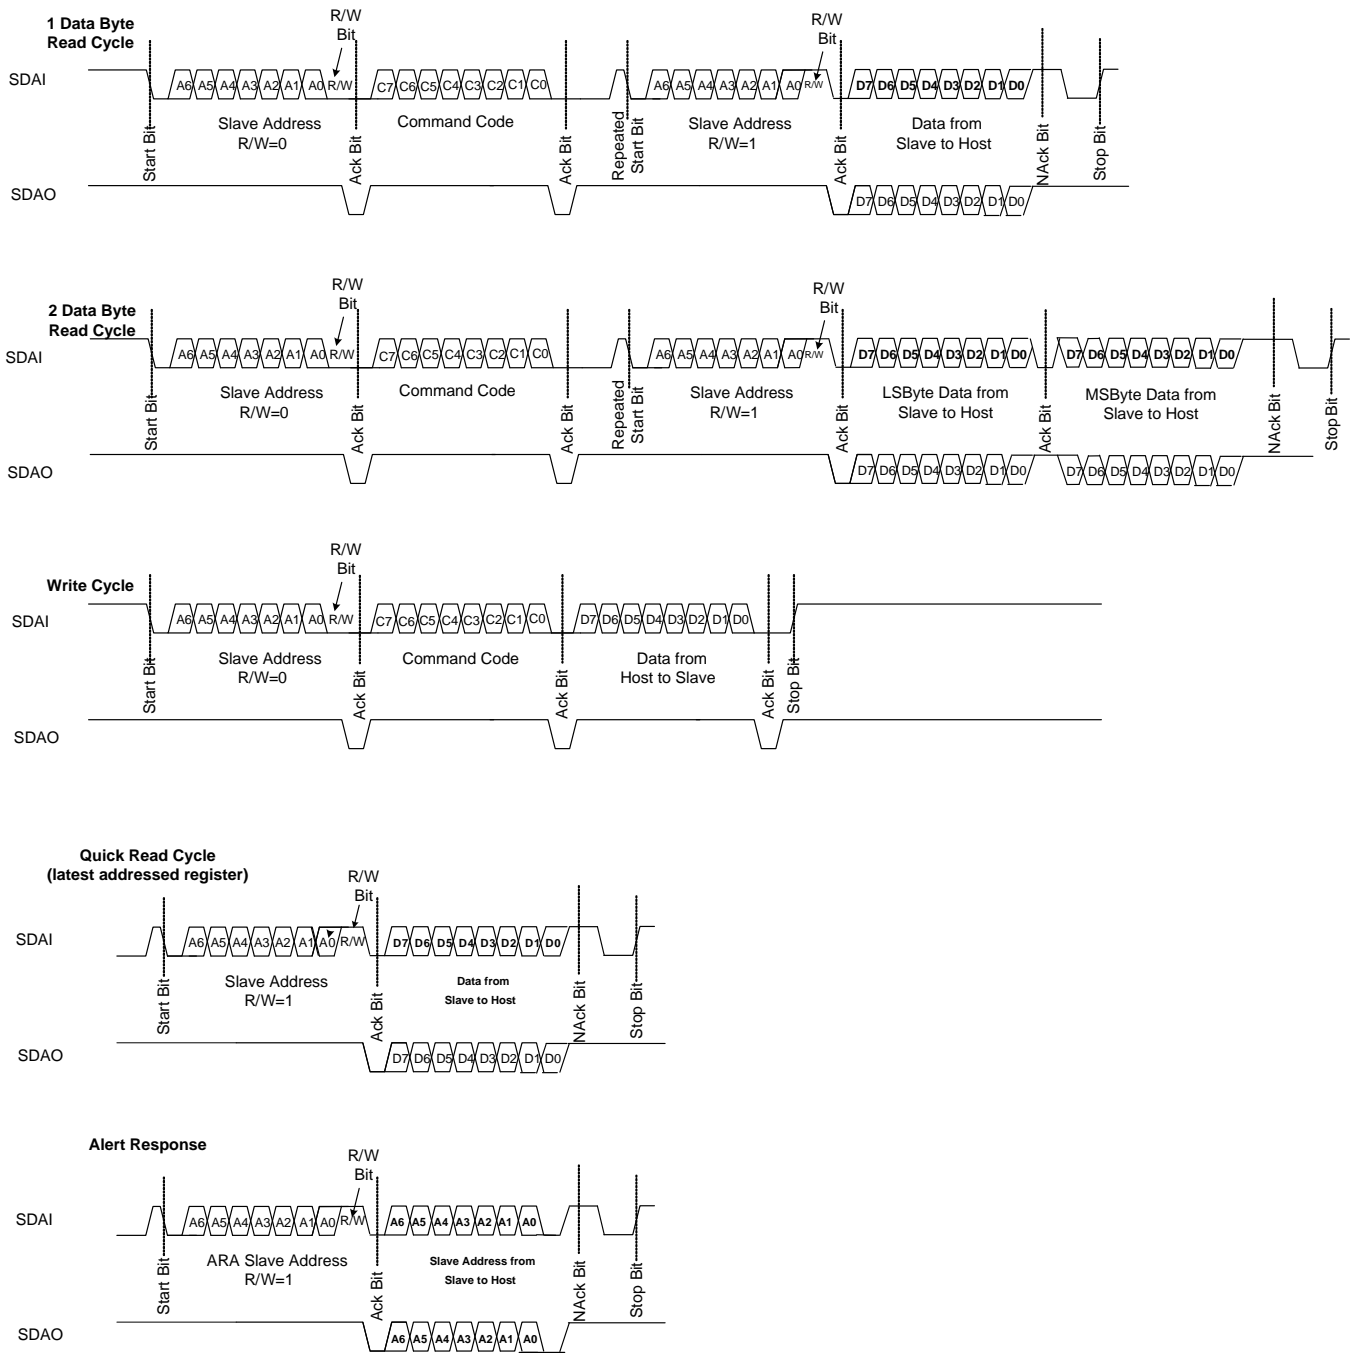 1 Data Byte
Read Cycle
R/W
Bit
R/W
Bit
SDAI
A6 A5 A4 A3 A2 A1 A0 R/W C7 C6 C5 C4 C3 C2 C1 C0 A6 A5 A4 A3 A2 A1 A0 R/W D7 D6 D5 D4 D3 D2 D1 D0
Start Bit
Slave Address
R/W=0
Ack Bit
Command Code
Ack Bit
Repeated
Start Bit
Slave Address
R/W=1
Ack Bit
Data from
Slave to Host
NAck Bit
Stop Bit
SDAO
D7 D6 D5 D4 D3 D2 D1 D0
2 Data Byte
Read Cycle
R/W
Bit
R/W
Bit
SDAI
A6 A5 A4 A3 A2 A1 A0 R/W C7 C6 C5 C4 C3 C2 C1 C0 A6 A5 A4 A3 A2 A1 A0 R/W D7 D6 D5 D4 D3 D2 D1 D0 D7 D6 D5 D4 D3 D2 D1 D0
Start Bit
Slave Address
R/W=0
Ack Bit
Command Code
Ack Bit
Repeated
Start Bit
Slave Address
R/W=1
Ack Bit
LSByte Data from
Slave to Host
Ack Bit
MSByte Data from
Slave to Host
NAck Bit
Stop Bit
SDAO
D7 D6 D5 D4 D3 D2 D1 D0 D7 D6 D5 D4 D3 D2 D1 D0
Write Cycle
R/W
Bit
SDAI
A6 A5 A4 A3 A2 A1 A0 R/W C7 C6 C5 C4 C3 C2 C1 C0 D7 D6 D5 D4 D3 D2 D1 D0
Start Bit
Slave Address
R/W=0
Ack Bit
Command Code
Ack Bit
Data from
Host to Slave
Ack Bit
Stop Bit
SDAO
Quick Read Cycle
(latest addressed register)
R/W
Bit
SDAI
A6 A5 A4 A3 A2 A1 A0 R/W D7 D6 D5 D4 D3 D2 D1 D0
Start Bit
Slave Address
R/W=1
Ack Bit
Data from
Slave to Host
NAck Bit
Stop Bit
SDAO
D7 D6 D5 D4 D3 D2 D1 D0
Alert Response
R/W
Bit
SDAI
A6 A5 A4 A3 A2 A1 A0 R/W A6 A5 A4 A3 A2 A1 A0
Start Bit
ARA Slave Address
R/W=1
Ack Bit
Slave Address from
Slave to Host
NAck Bit
Stop Bit
SDAO
A6 A5 A4 A3 A2 A1 A0